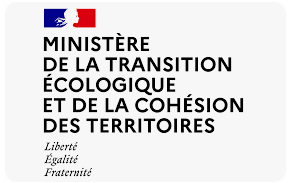 MINISTÈRE
DE LA TRANSITION
ÉCOLOGIQUE
ET DE LA COHÉSION
DES TERRITOIRES
Liberté
Égalité
Fraternité